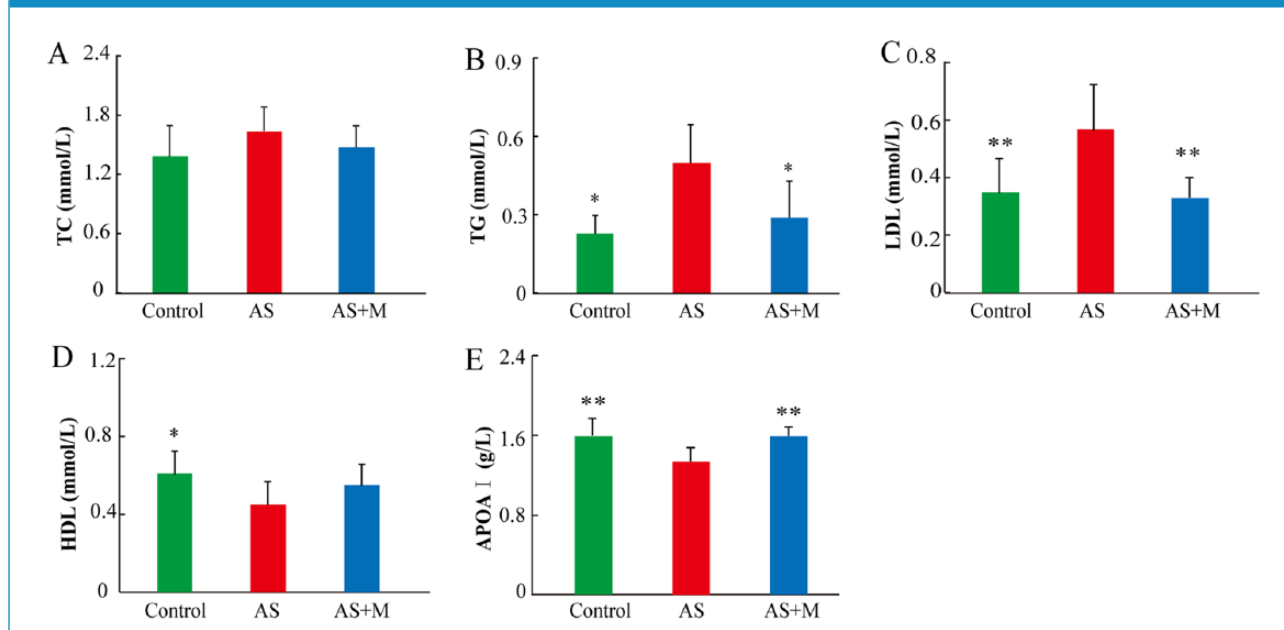 A
TC (mmol/L)
2.4
1.8
1.2
0.6
0
Control AS AS+M
B
TG (mmol/L)
0.9
0.6
0.3
0
*
*
Control AS AS+M
C
LDL (mmol/L)
0.8
0.6
0.4
0.2
0
**
**
Control AS AS+M
D
HDL (mmol/L)
1.2
0.8
0.4
0
*
Control AS AS+M
E
APOA Ⅰ (g/L)
2.4
1.6
0.8
0
**
**
Control AS AS+M